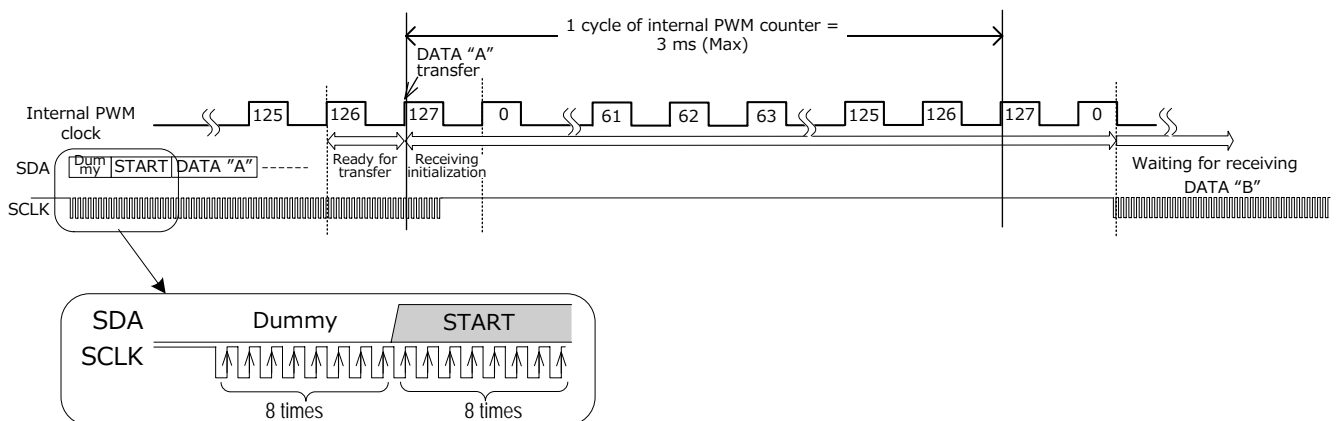 1 cycle of internal PWM counter =
3 ms (Max)
DATA “A”
transfer
Internal PWM
clock
125 126 127 0 61 62 63 125 126 127 0
Ready for
transfer
Receiving
initialization
Waiting for receiving
DATA “B”
SDA
Dum
my
START
DATA “A”
SCLK
SDA
Dummy
START
SCLK
8 times
8 times